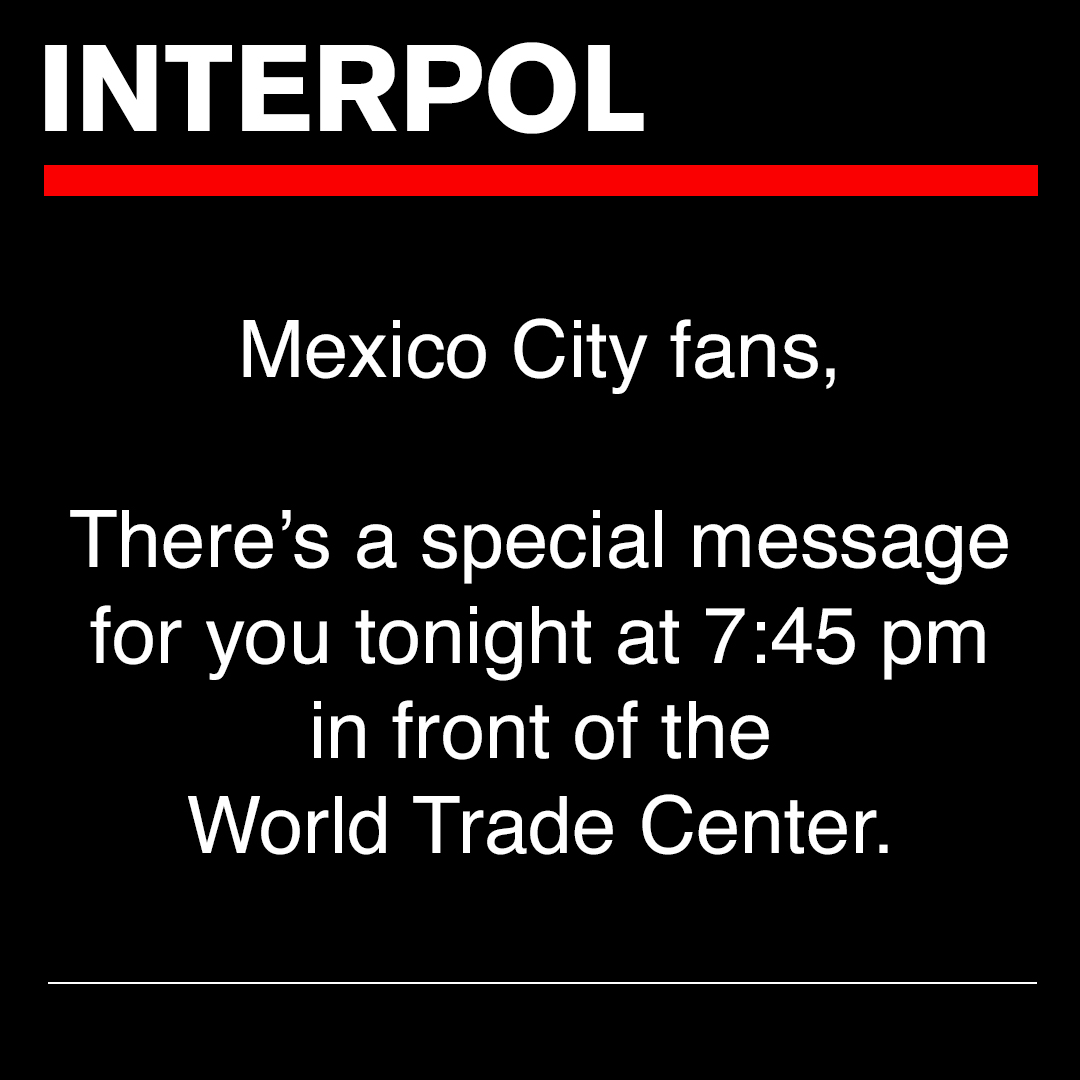 INTERPOL
Mexico City fans,
There’s a special message
for you tonight at 7:45 pm
in front of the
World Trade Center.